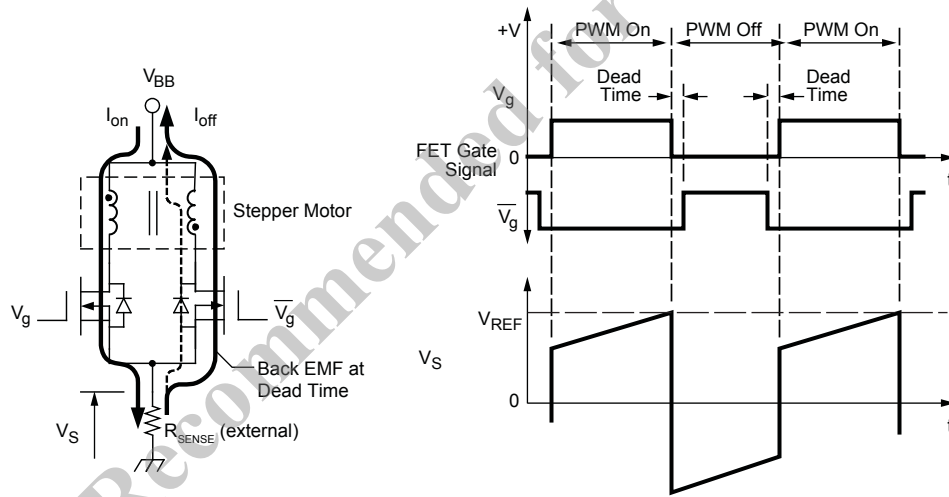 V_BB
I_on
I_off
Stepper Motor
V_g
V̅_g
Back EMF at
Dead Time
V_S
R_SENSE (external)
+V
PWM On
PWM Off
PWM On
Dead
Time
Dead
Time
V_g
FET Gate
Signal
0
t
V̅_g
V_REF
V_S
0
t
Recommended for